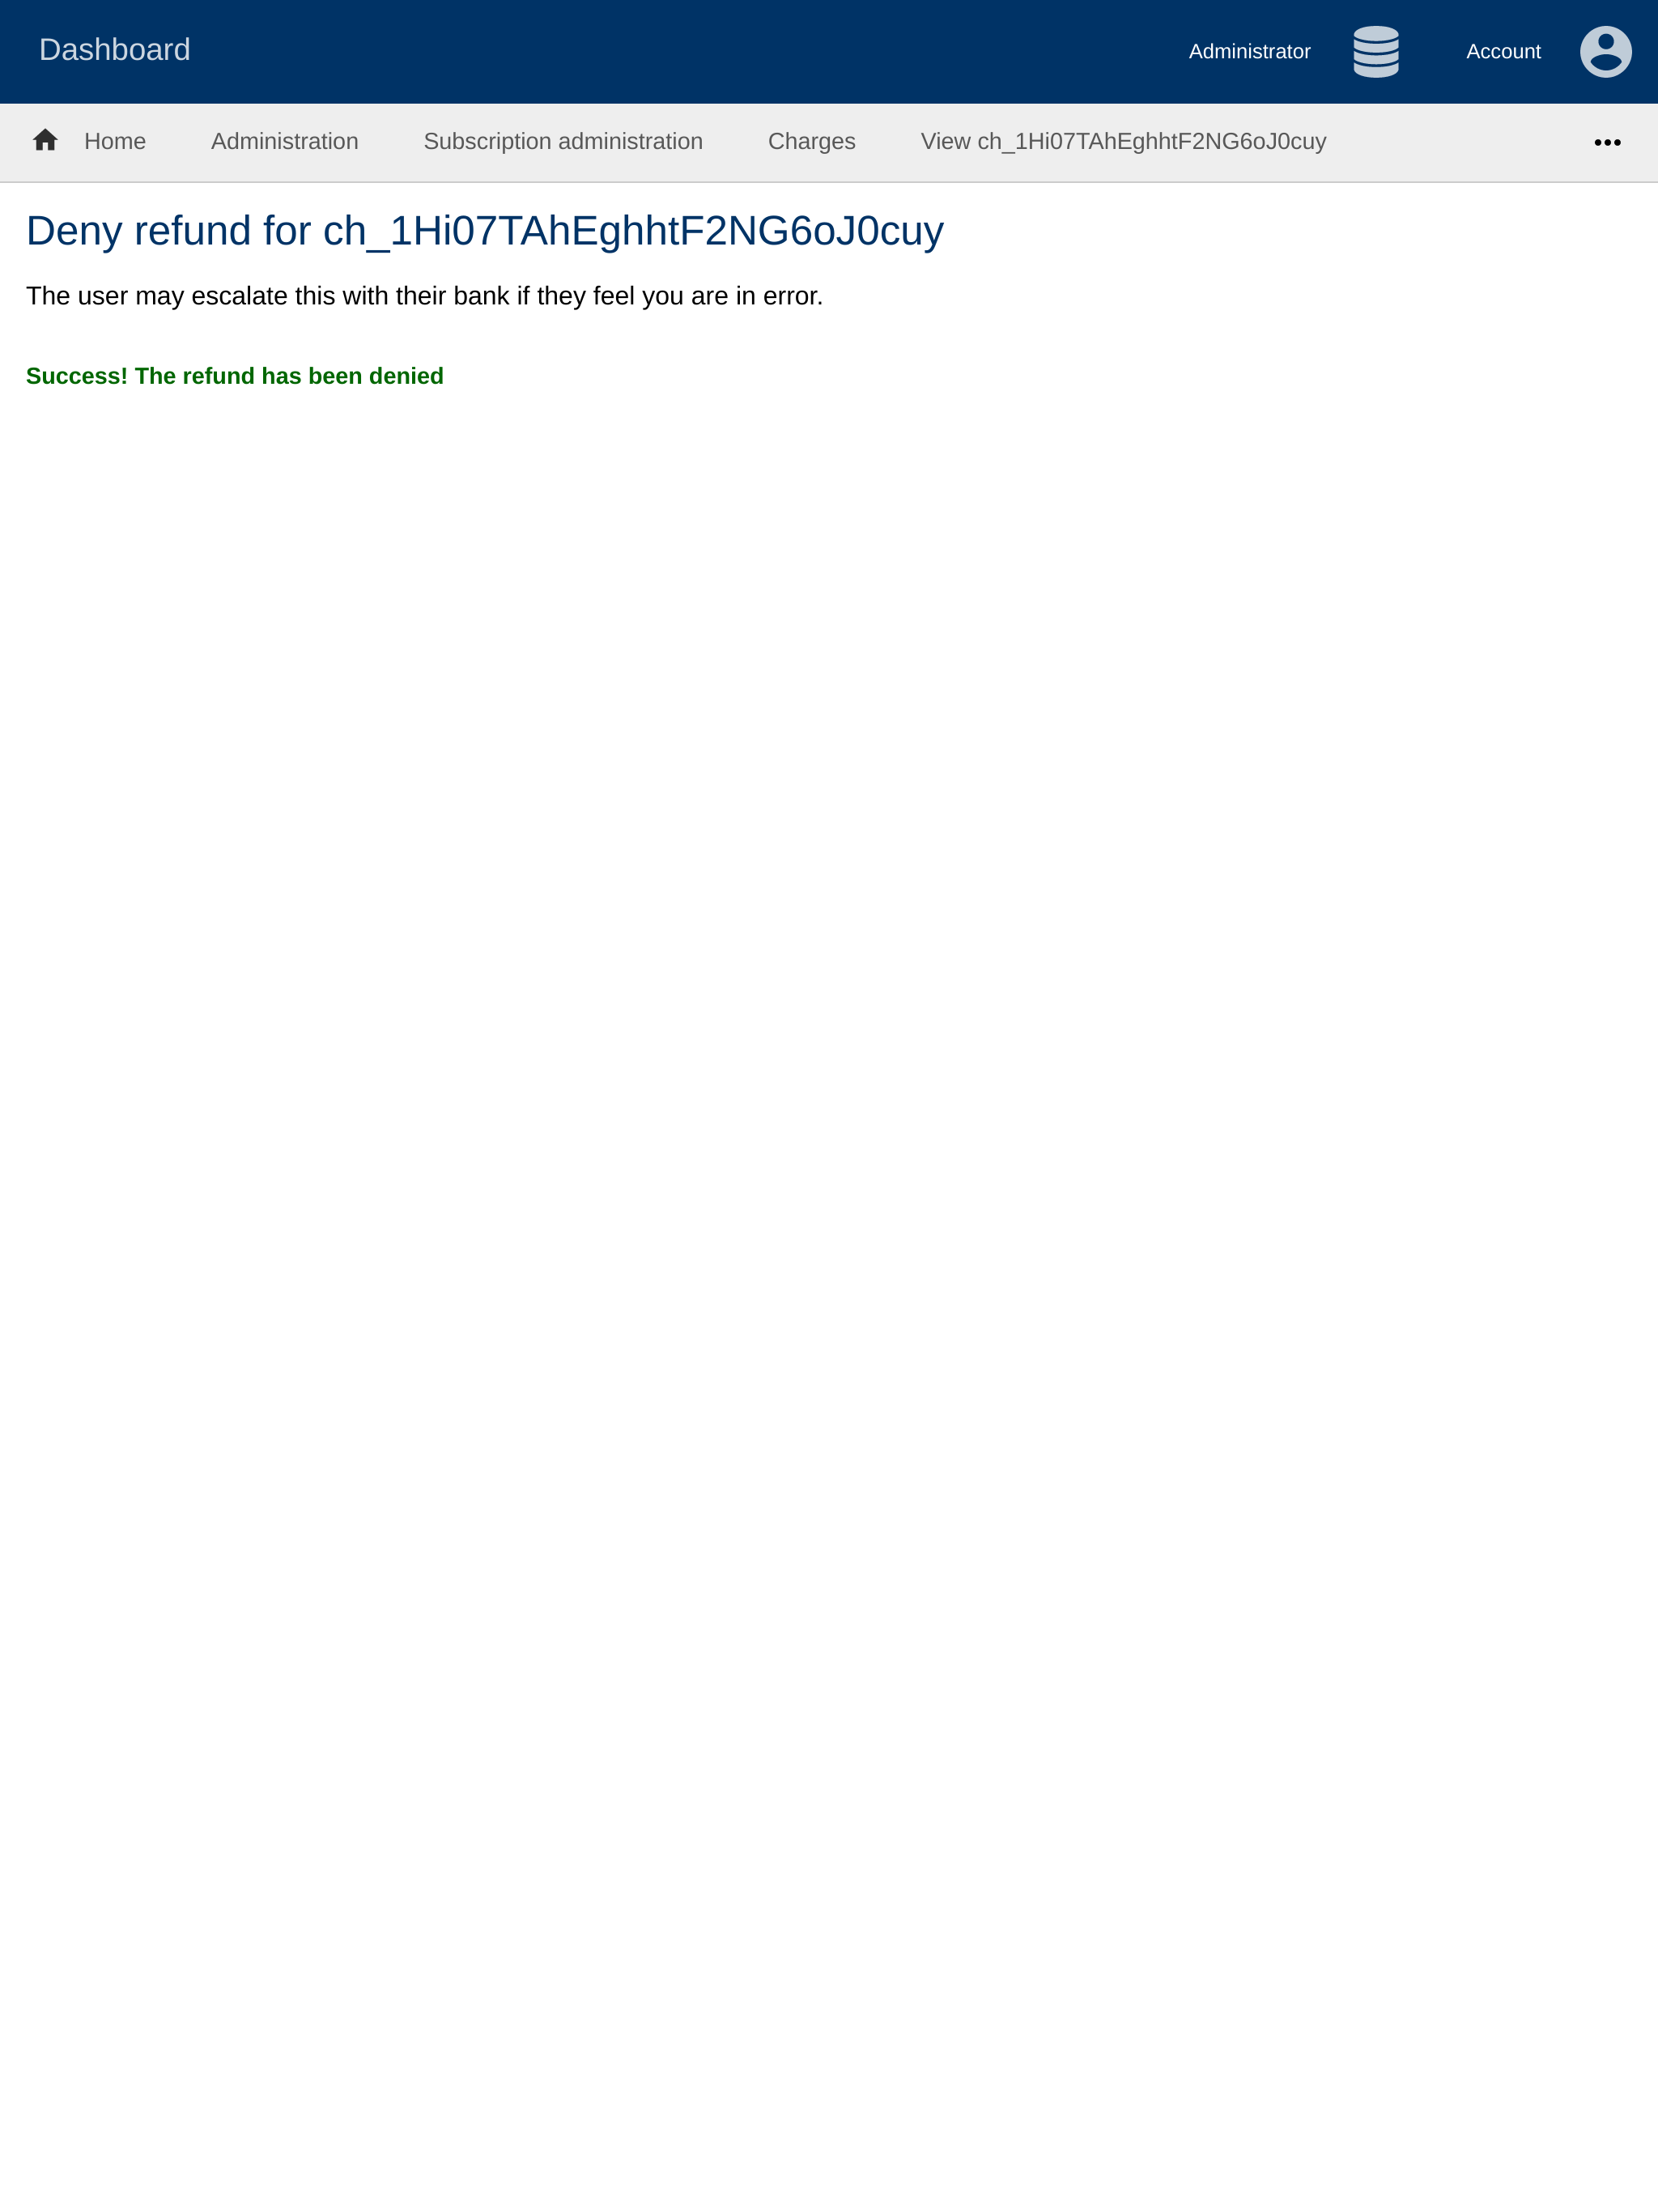 Dashboard
Administrator
Account
Home
Administration
Subscription administration
Charges
View ch_1Hi07TAhEghhtF2NG6oJ0cuy
Deny refund for ch_1Hi07TAhEghhtF2NG6oJ0cuy
The user may escalate this with their bank if they feel you are in error.
Success! The refund has been denied